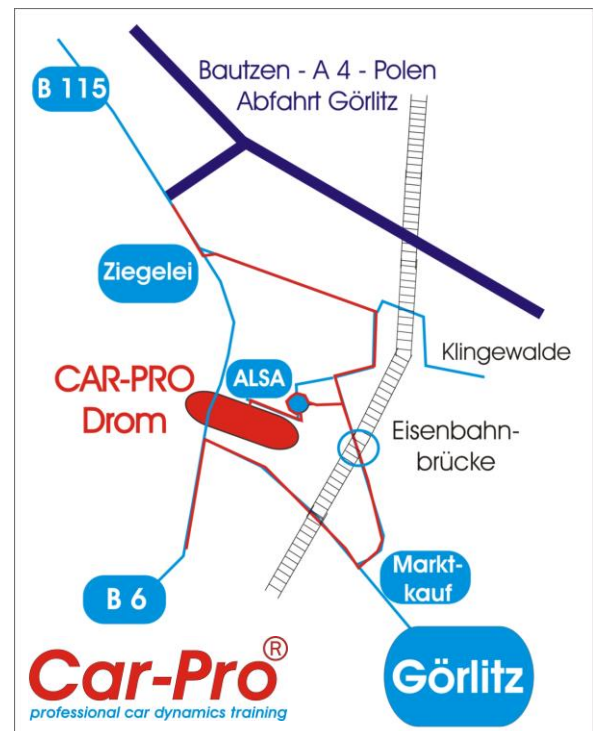 Bautzen - A 4 - Polen
Abfahrt Görlitz
B 115
Ziegelei
Klingewalde
CAR-PRO
Drom
ALSA
Eisenbahn-
brücke
Markt-
kauf
B 6
Görlitz
Car-Pro®
professional car dynamics training